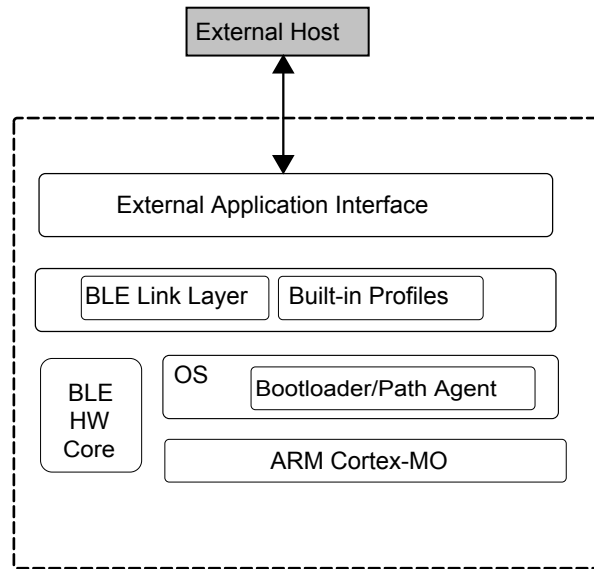 External Host
External Application Interface
BLE Link Layer
Built-in Profiles
BLE
HW
Core
OS
Bootloader/Path Agent
ARM Cortex-MO